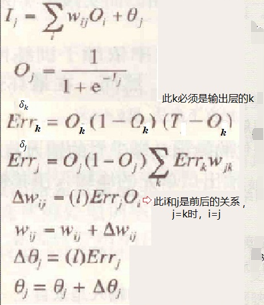 I_j = ∑_i w_ij O_i + θ_j
O_j = 1 / (1 + e^(-I_j))
此k必须是输出层的k
δ_k
Err_k = O_k (1 − O_k) (T_k − O_k)
δ_j
Err_j = O_j (1 − O_j) ∑_k Err_k w_jk
Δw_ij = (l) Err_j O_i ⇨ 此i和j是前后的关系，
j=k时，i=j
w_ij = w_ij + Δw_ij
Δθ_j = (l) Err_j
θ_j = θ_j + Δθ_j